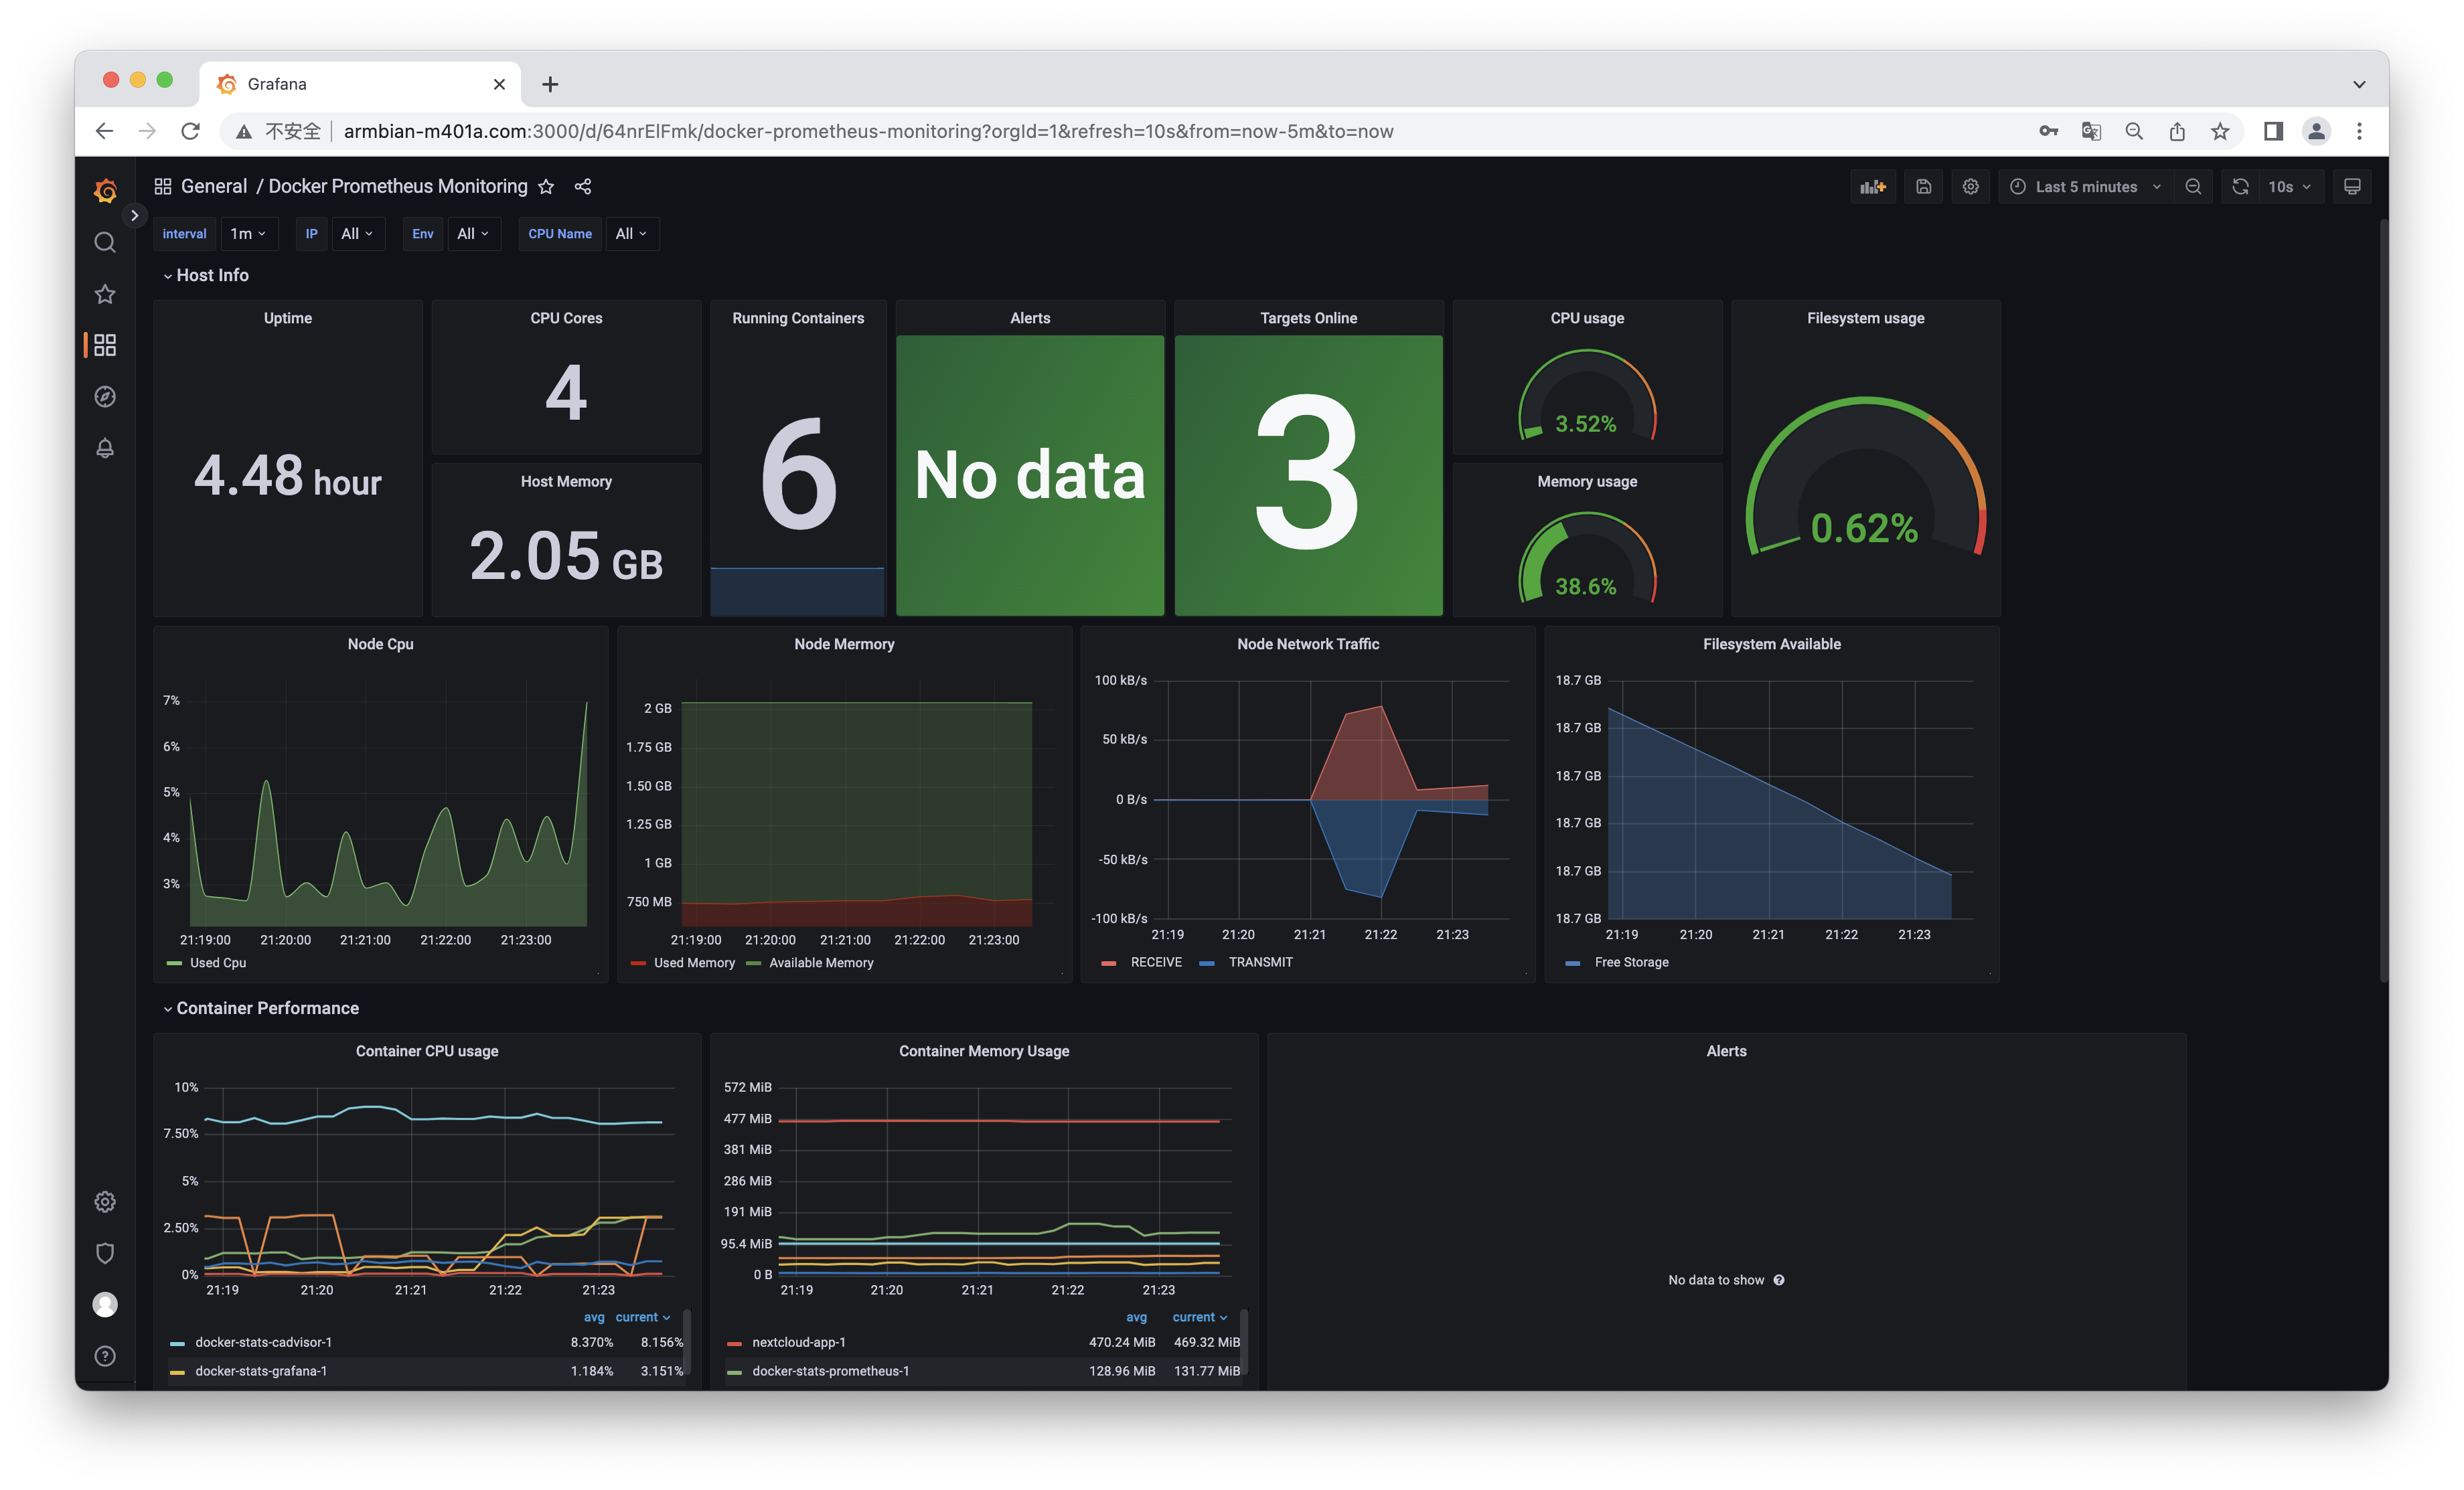 Grafana
不安全 armbian-m401a.com:3000/d/64nrElFmk/docker-prometheus-monitoring?orgId=1&refresh=10s&from=now-5m&to=now
General / Docker Prometheus Monitoring
Last 5 minutes
10s
interval 1m IP All Env All CPU Name All
Host Info
Uptime
4.48 hour
CPU Cores
4
Host Memory
2.05 GB
Running Containers
6
Alerts
No data
Targets Online
3
CPU usage
3.52%
Memory usage
38.6%
Filesystem usage
0.62%
Node Cpu
7%
6%
5%
4%
3%
21:19:00 21:20:00 21:21:00 21:22:00 21:23:00
Used Cpu
Node Mermory
2 GB
1.75 GB
1.50 GB
1.25 GB
1 GB
750 MB
21:19:00 21:20:00 21:21:00 21:22:00 21:23:00
Used Memory Available Memory
Node Network Traffic
100 kB/s
50 kB/s
0 B/s
-50 kB/s
-100 kB/s
21:19 21:20 21:21 21:22 21:23
RECEIVE TRANSMIT
Filesystem Available
18.7 GB
18.7 GB
18.7 GB
18.7 GB
18.7 GB
18.7 GB
21:19 21:20 21:21 21:22 21:23
Free Storage
Container Performance
Container CPU usage
10%
7.50%
5%
2.50%
0%
21:19 21:20 21:21 21:22 21:23
avg current
docker-stats-cadvisor-1 8.370% 8.156%
docker-stats-grafana-1 1.184% 3.151%
Container Memory Usage
572 MiB
477 MiB
381 MiB
286 MiB
191 MiB
95.4 MiB
0 B
21:19 21:20 21:21 21:22 21:23
avg current
nextcloud-app-1 470.24 MiB 469.32 MiB
docker-stats-prometheus-1 128.96 MiB 131.77 MiB
Alerts
No data to show